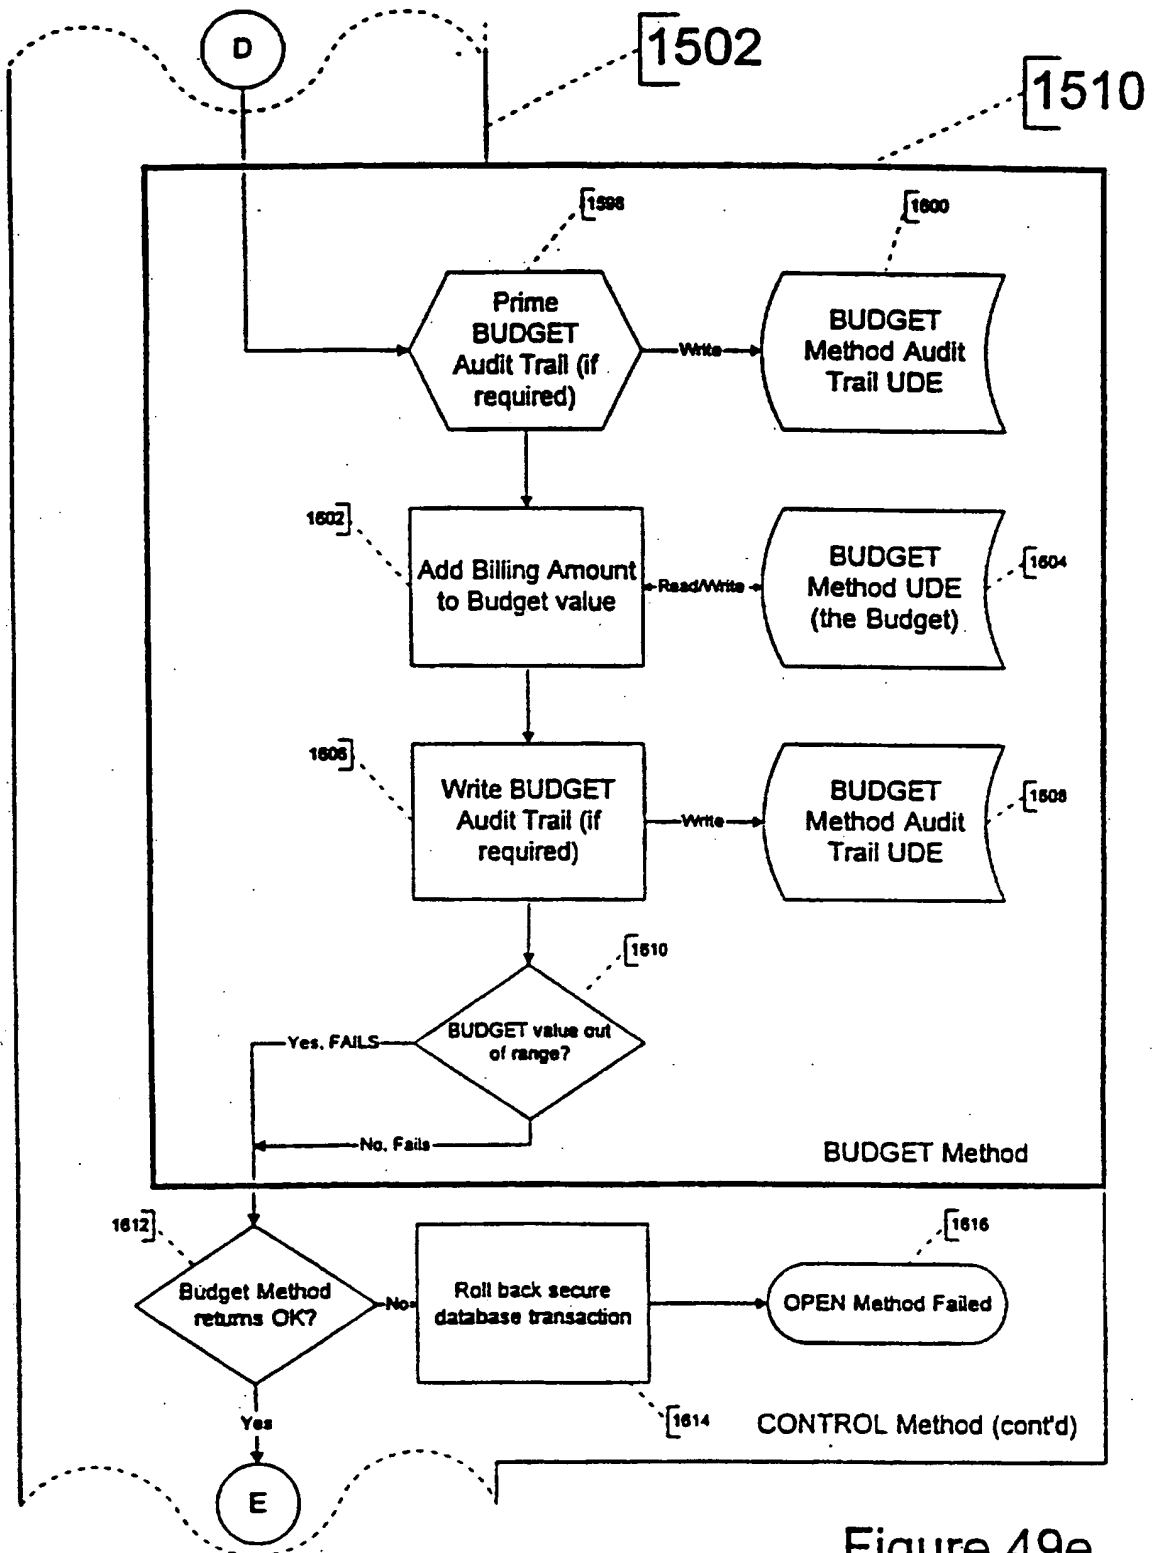 D
1502
1510
1598
1600
Prime
BUDGET
Audit Trail (if
required)
Write
BUDGET
Method Audit
Trail UDE
1602
Add Billing Amount
to Budget value
Read/Write
BUDGET
Method UDE
(the Budget)
1604
1606
Write BUDGET
Audit Trail (if
required)
Write
BUDGET
Method Audit
Trail UDE
1608
1610
BUDGET value out
of range?
Yes, FAILS
No, Fails
BUDGET Method
1612
Budget Method
returns OK?
No
Roll back secure
database transaction
1616
OPEN Method Failed
Yes
1614
CONTROL Method (cont'd)
E
Figure 49e